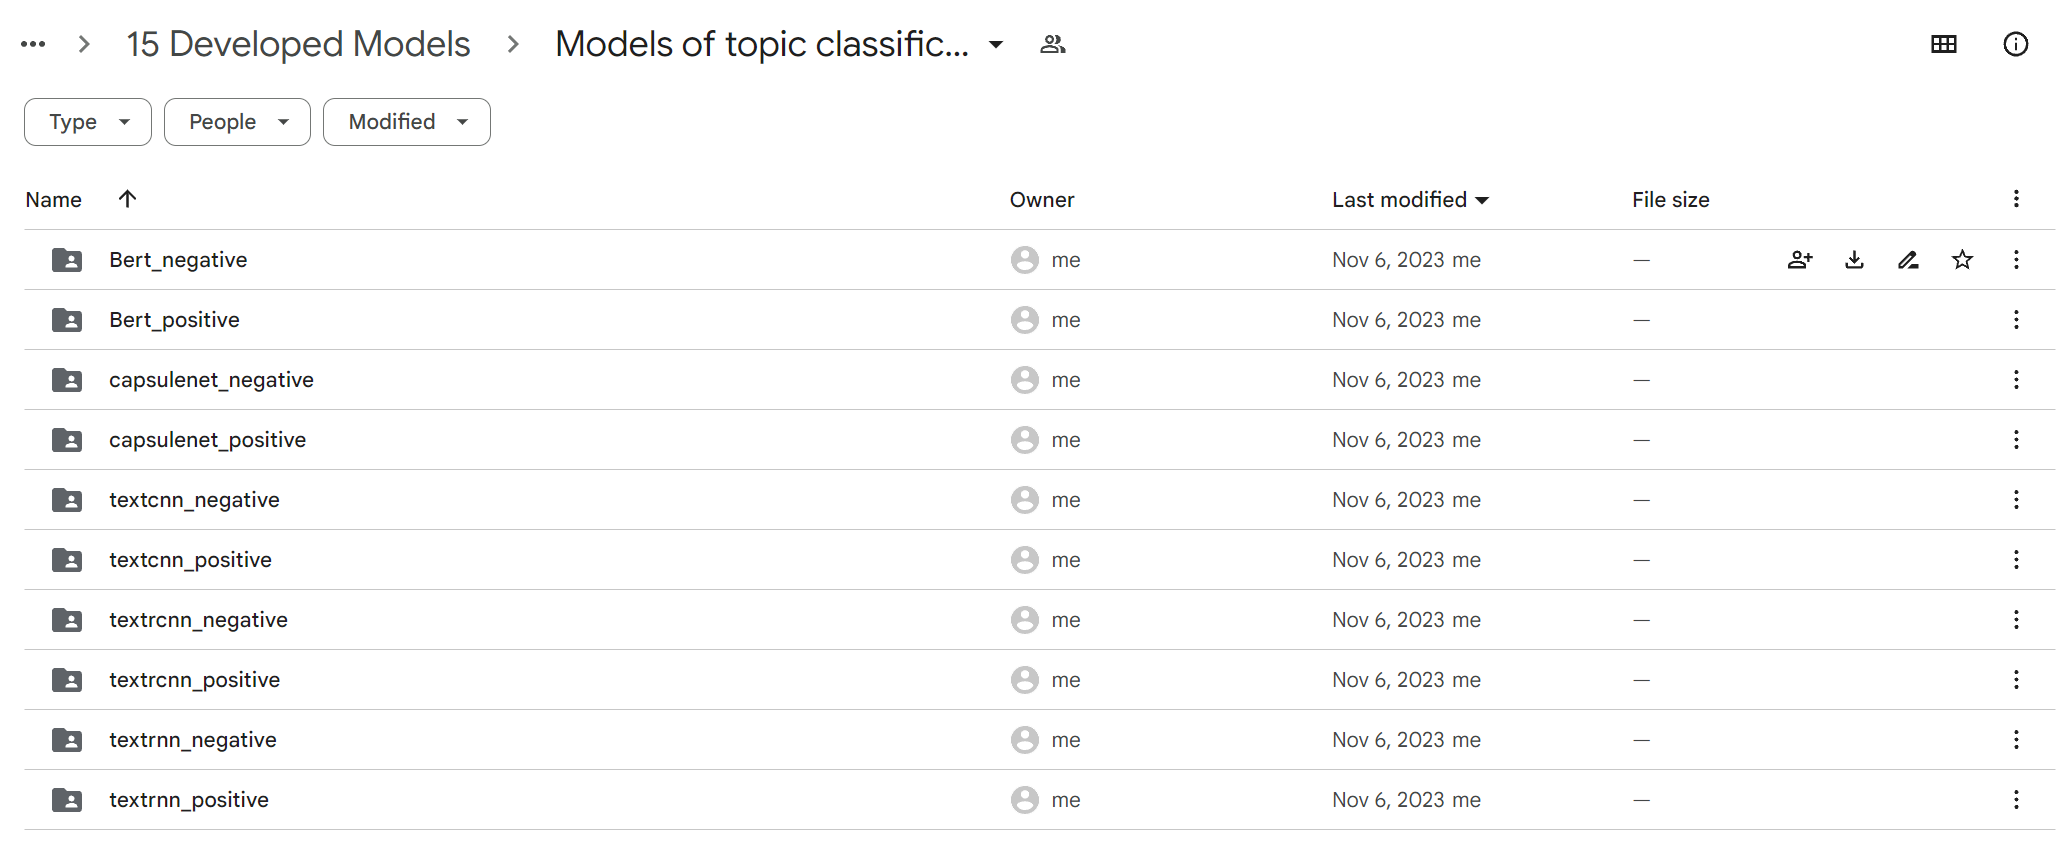 15 Developed Models > Models of topic classific...
Type People Modified
Name Owner Last modified File size
Bert_negative me Nov 6, 2023 me —
Bert_positive me Nov 6, 2023 me —
capsulenet_negative me Nov 6, 2023 me —
capsulenet_positive me Nov 6, 2023 me —
textcnn_negative me Nov 6, 2023 me —
textcnn_positive me Nov 6, 2023 me —
textrcnn_negative me Nov 6, 2023 me —
textrcnn_positive me Nov 6, 2023 me —
textrnn_negative me Nov 6, 2023 me —
textrnn_positive me Nov 6, 2023 me —